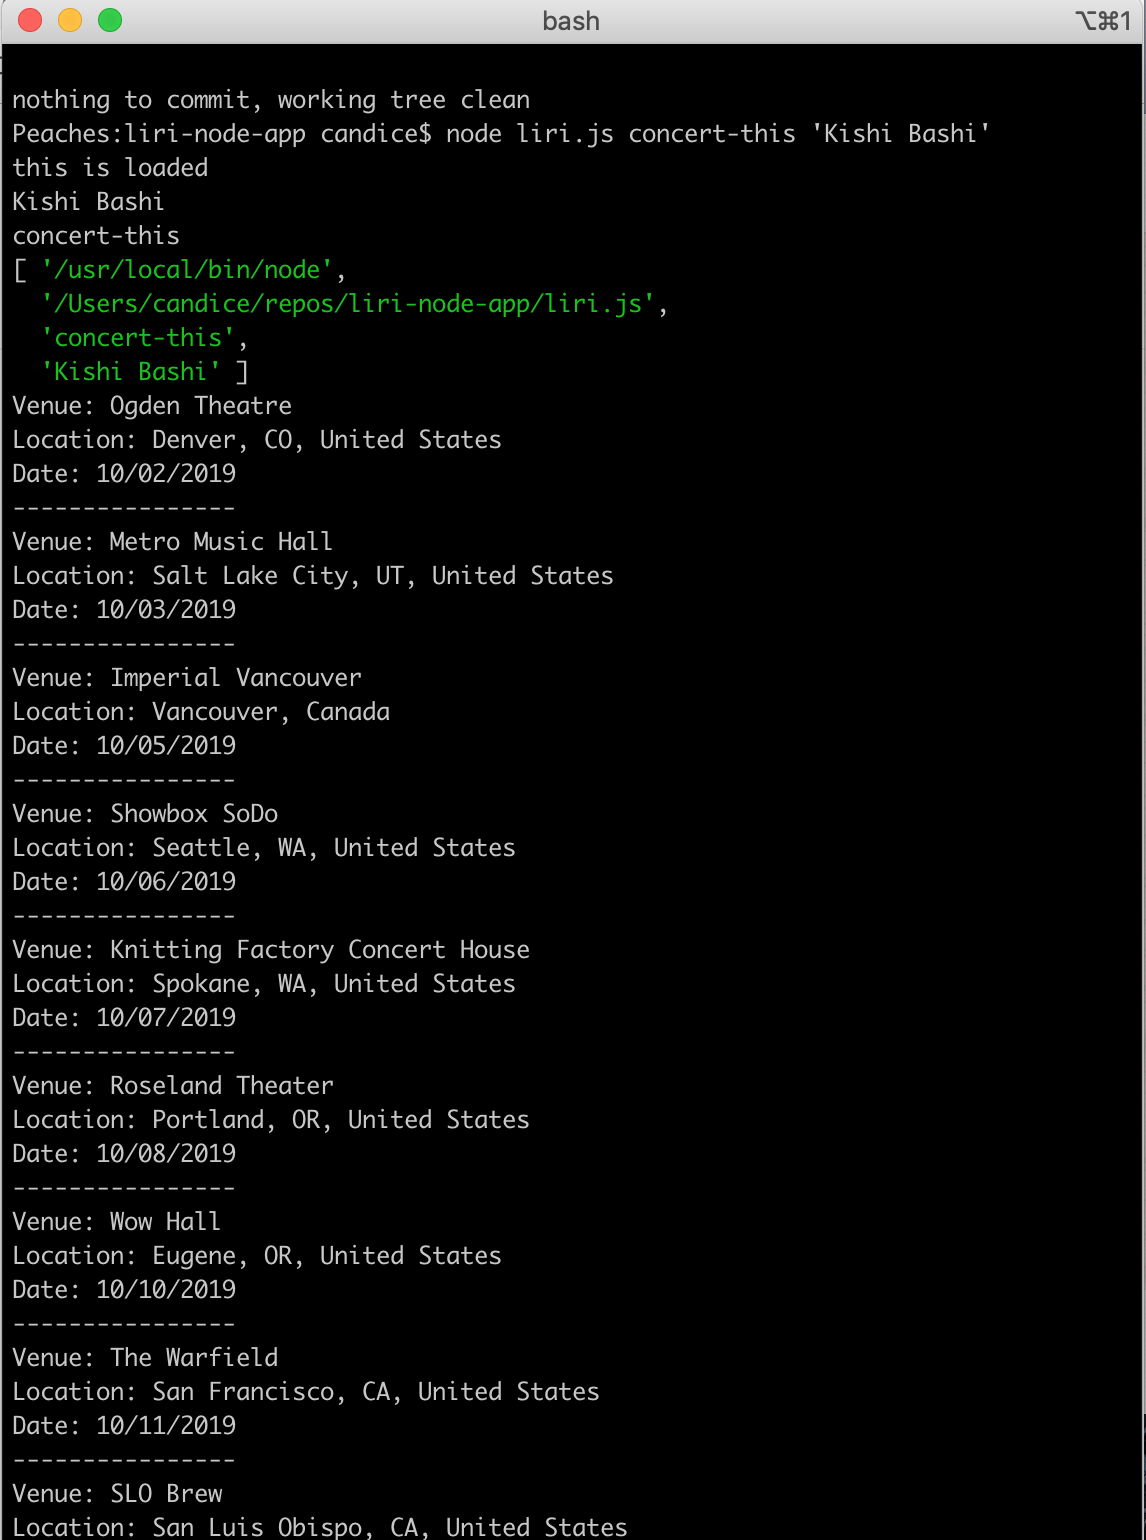 bash
⌥⌘1
nothing to commit, working tree clean
Peaches:liri-node-app candice$ node liri.js concert-this 'Kishi Bashi'
this is loaded
Kishi Bashi
concert-this
[ '/usr/local/bin/node',
  '/Users/candice/repos/liri-node-app/liri.js',
  'concert-this',
  'Kishi Bashi' ]
Venue: Ogden Theatre
Location: Denver, CO, United States
Date: 10/02/2019
----------------
Venue: Metro Music Hall
Location: Salt Lake City, UT, United States
Date: 10/03/2019
----------------
Venue: Imperial Vancouver
Location: Vancouver, Canada
Date: 10/05/2019
----------------
Venue: Showbox SoDo
Location: Seattle, WA, United States
Date: 10/06/2019
----------------
Venue: Knitting Factory Concert House
Location: Spokane, WA, United States
Date: 10/07/2019
----------------
Venue: Roseland Theater
Location: Portland, OR, United States
Date: 10/08/2019
----------------
Venue: Wow Hall
Location: Eugene, OR, United States
Date: 10/10/2019
----------------
Venue: The Warfield
Location: San Francisco, CA, United States
Date: 10/11/2019
----------------
Venue: SLO Brew
Location: San Luis Obispo, CA, United States